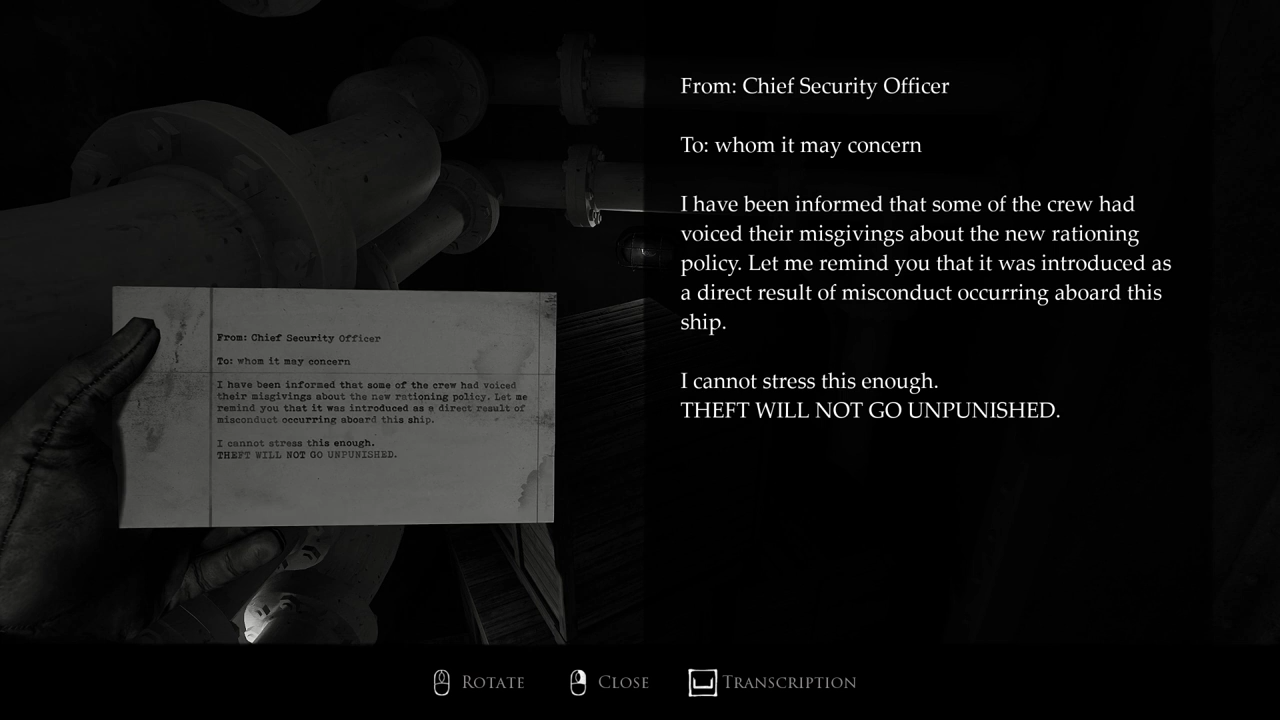 From: Chief Security Officer
To: whom it may concern
I have been informed that some of the crew had voiced
their misgivings about the new rationing policy. Let me
remind you that it was introduced as a direct result of
misconduct occurring aboard this ship.
I cannot stress this enough.
THEFT WILL NOT GO UNPUNISHED.
From: Chief Security Officer
To: whom it may concern
I have been informed that some of the crew had
voiced their misgivings about the new rationing
policy. Let me remind you that it was introduced as
a direct result of misconduct occurring aboard this
ship.
I cannot stress this enough.
THEFT WILL NOT GO UNPUNISHED.
ROTATE CLOSE TRANSCRIPTION